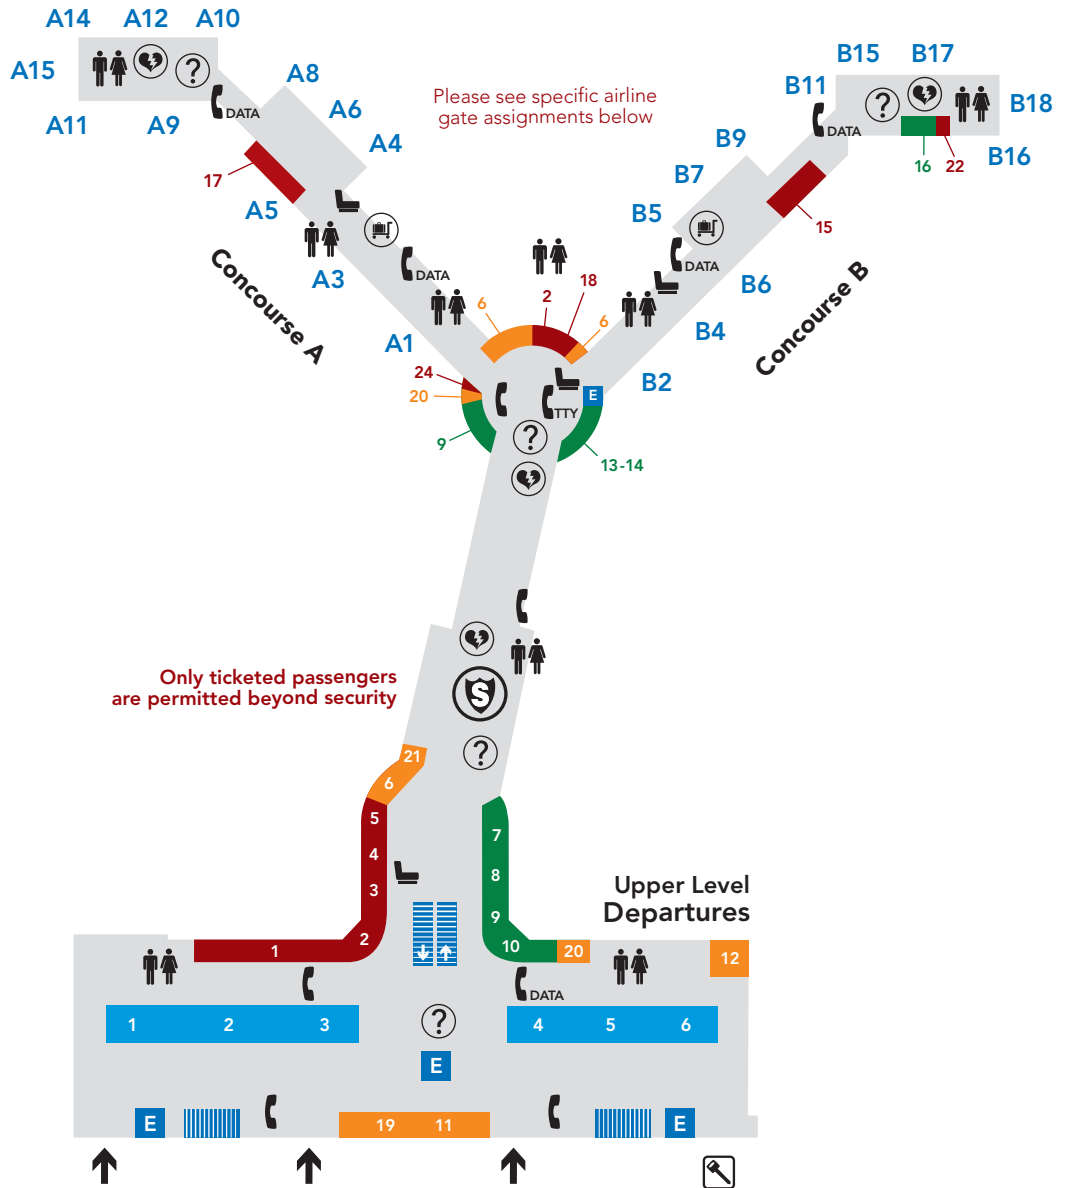 A14 A12 A10
B15 B17
A15
A8
B11
B18
A6
Please see specific airline
gate assignments below
DATA
A11 A9
A4
DATA
B9
16 22
B16
17
B7
A5
B5
15
Concourse A
A3
DATA
DATA
B6
Concourse B
6 2 18 6
A1
B4
24
20
B2
E
TTY
9
13-14
Only ticketed passengers
are permitted beyond security
S
21
6
5
4
3
2
1
7
8
9
10
20
Upper Level
Departures
12
DATA
1 2 3
4 5 6
E
E
19 11
E